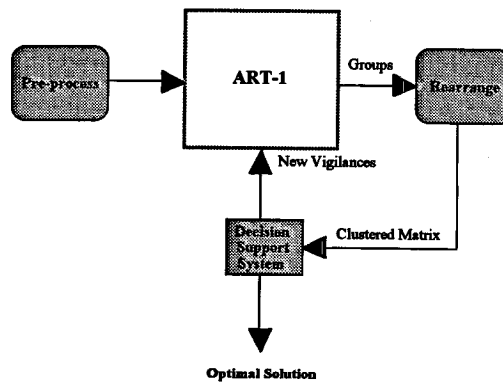 Pre-process
ART-1
Groups
Rearrange
New Vigilances
Decision
Support
System
Clustered Matrix
Optimal Solution